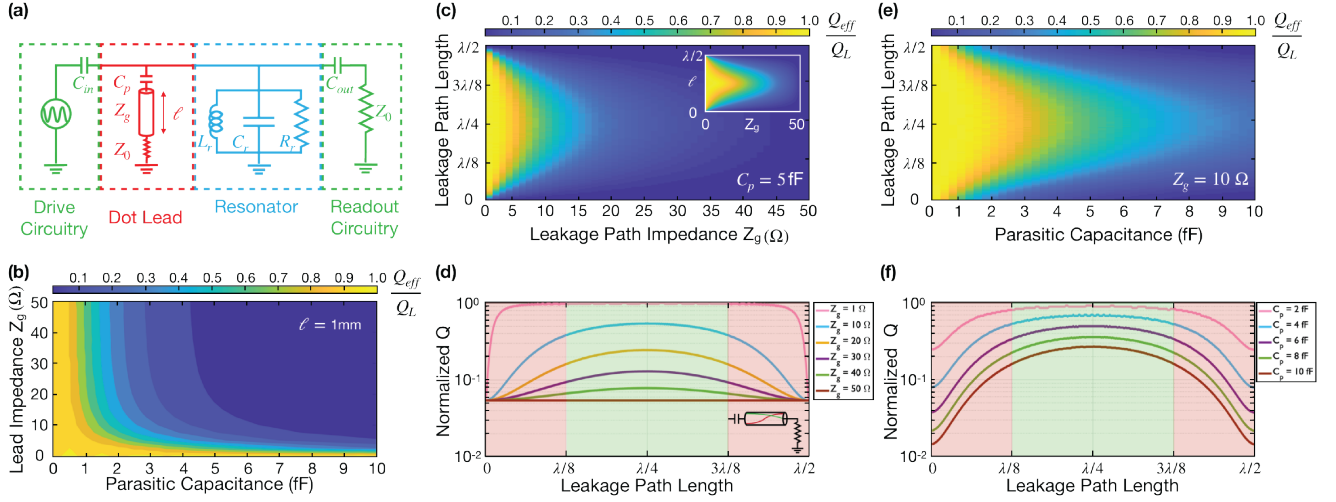 (a)
C_in
C_p
Z_g
ℓ
Z_0
L_r
C_r
R_r
C_out
Z_0
Drive
Circuitry
Dot Lead
Resonator
Readout
Circuitry
(b)
0.1 0.2 0.3 0.4 0.5 0.6 0.7 0.8 0.9 1.0
Q_eff
Q_L
Lead Impedance Z_g (Ω)
50
40
30
20
10
0
ℓ = 1mm
0 1 2 3 4 5 6 7 8 9 10
Parasitic Capacitance (fF)
(c)
0.1 0.2 0.3 0.4 0.5 0.6 0.7 0.8 0.9 1.0
Q_eff
Q_L
Leakage Path Length
λ/2
3λ/8
λ/4
λ/8
0
λ/2
ℓ
0
0 Z_g 50
C_p = 5 fF
0 5 10 15 20 25 30 35 40 45 50
Leakage Path Impedance Z_g (Ω)
(d)
Normalized Q
10^0
10^-1
10^-2
Z_g = 1 Ω
Z_g = 10 Ω
Z_g = 20 Ω
Z_g = 30 Ω
Z_g = 40 Ω
Z_g = 50 Ω
0 λ/8 λ/4 3λ/8 λ/2
Leakage Path Length
(e)
0.1 0.2 0.3 0.4 0.5 0.6 0.7 0.8 0.9 1.0
Q_eff
Q_L
Leakage Path Length
λ/2
3λ/8
λ/4
λ/8
0
Z_g = 10 Ω
0 1 2 3 4 5 6 7 8 9 10
Parasitic Capacitance (fF)
(f)
Normalized Q
10^0
10^-1
10^-2
C_p = 2 fF
C_p = 4 fF
C_p = 6 fF
C_p = 8 fF
C_p = 10 fF
0 λ/8 λ/4 3λ/8 λ/2
Leakage Path Length